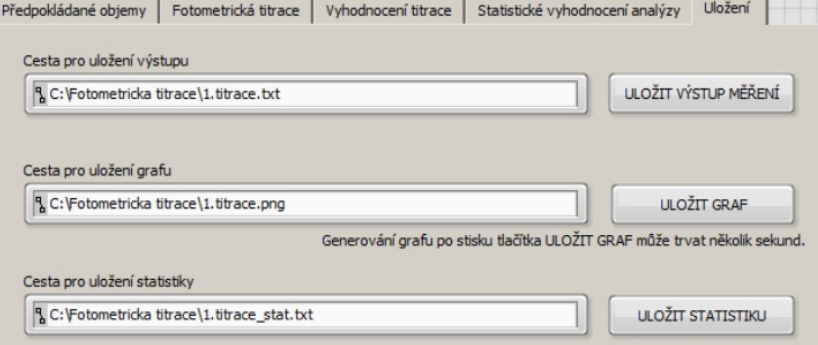 Předpokládané objemy Fotometrická titrace Vyhodnocení titrace Statistické vyhodnocení analýzy Uložení
Cesta pro uložení výstupu
C:\Fotometricka titrace\1.titrace.txt ULOŽIT VÝSTUP MĚŘENÍ
Cesta pro uložení grafu
C:\Fotometricka titrace\1.titrace.png ULOŽIT GRAF
Generování grafu po stisku tlačítka ULOŽIT GRAF může trvat několik sekund.
Cesta pro uložení statistiky
C:\Fotometricka titrace\1.titrace_stat.txt ULOŽIT STATISTIKU